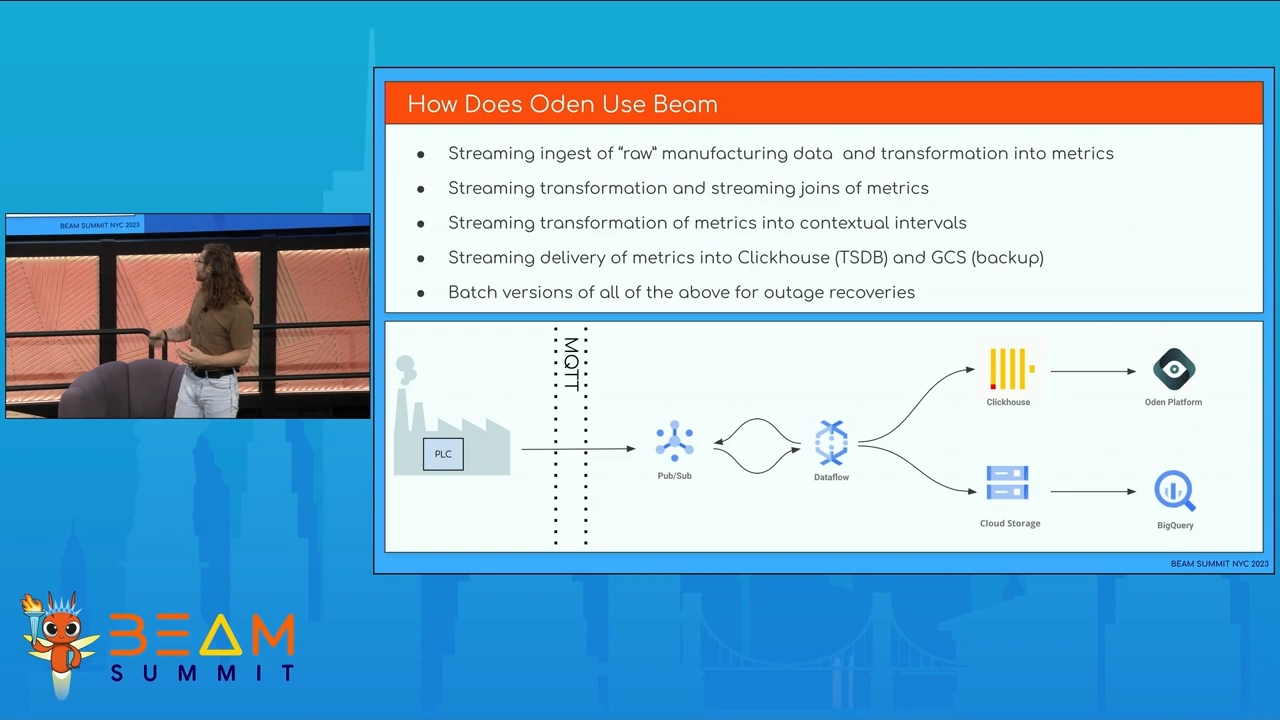 How Does Oden Use Beam
● Streaming ingest of “raw” manufacturing data and transformation into metrics
● Streaming transformation and streaming joins of metrics
● Streaming transformation of metrics into contextual intervals
● Streaming delivery of metrics into Clickhouse (TSDB) and GCS (backup)
● Batch versions of all of the above for outage recoveries
BEAM SUMMIT NYC 2023
MQTT
PLC
Pub/Sub
Dataflow
Clickhouse
Oden Platform
Cloud Storage
BigQuery
BEAM SUMMIT NYC 2023
BEAM
SUMMIT